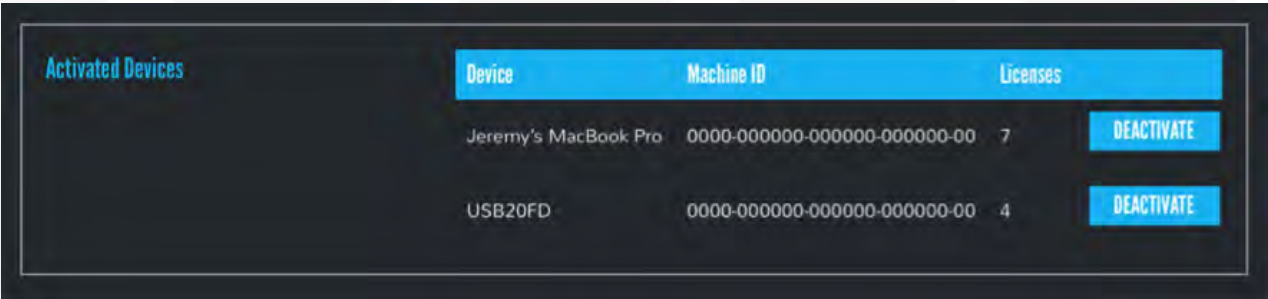 Activated Devices
Device Machine ID Licenses
Jeremy's MacBook Pro 0000-000000-000000-000000-00 7 DEACTIVATE
USB20FD 0000-000000-000000-000000-00 4 DEACTIVATE